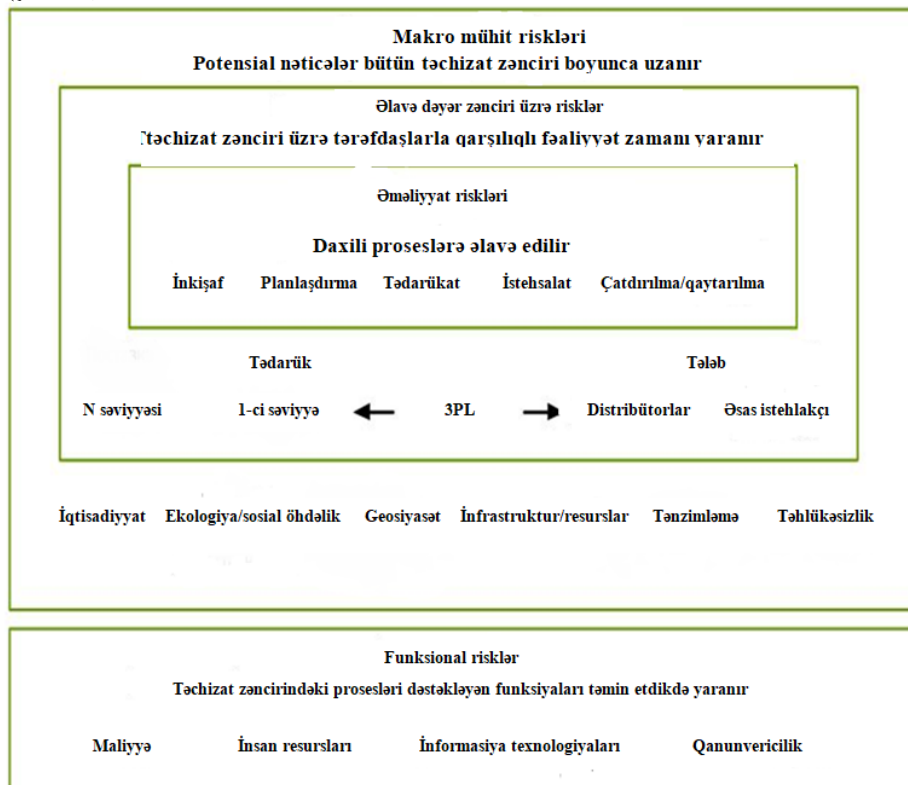 Makro mühit riskləri
Potensial nəticələr bütün təchizat zənciri boyunca uzanır
Əlavə dəyər zənciri üzrə risklər
təchizat zənciri üzrə tərəfdaşlarla qarşılıqlı fəaliyyət zamanı yaranır
Əməliyyat riskləri
Daxili proseslərə əlavə edilir
İnkişaf Planlaşdırma Tədarükat İstehsalat Çatdırılma/qaytarılma
Tədarük Tələb
N səviyyəsi 1-ci səviyyə 3PL Distribütorlar Əsas istehlakçı
İqtisadiyyat Ekologiya/sosial öhdəlik Geosiyasət İnfrastruktur/resurslar Tənzimləmə Təhlükəsizlik
Funksional risklər
Təchizat zəncirindəki prosesləri dəstəkləyən funksiyaları təmin etdikdə yaranır
Maliyyə İnsan resursları İnformasiya texnologiyaları Qanunvericilik